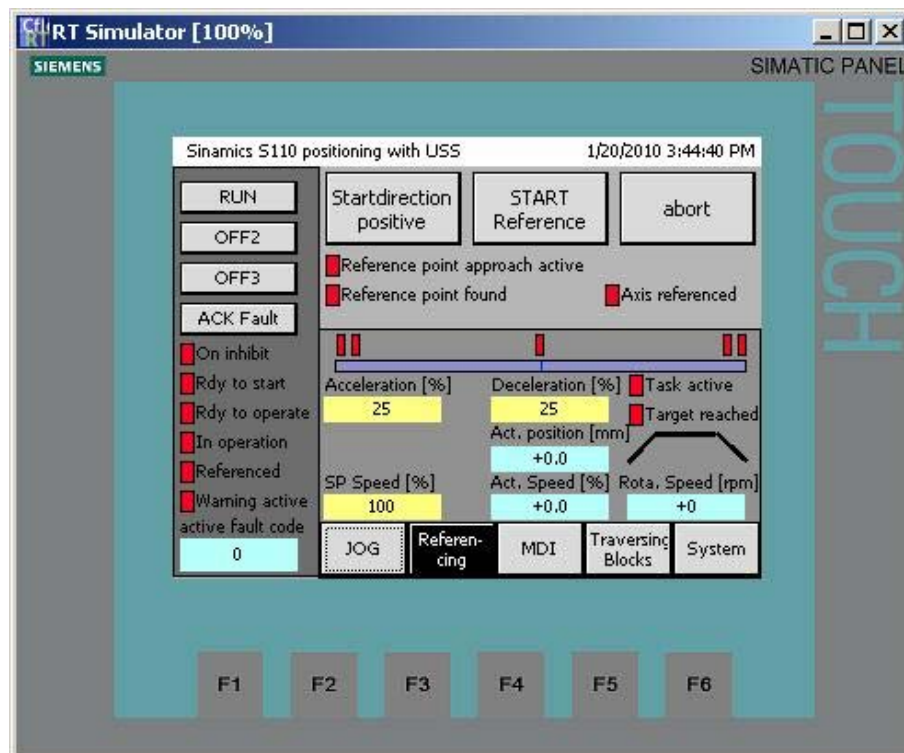 Cfl RT RT Simulator [100%]
SIEMENS
SIMATIC PANEL
TOUCH
Sinamics S110 positioning with USS 1/20/2010 3:44:40 PM
RUN
OFF2
OFF3
ACK Fault
On inhibit
Rdy to start
Rdy to operate
In operation
Referenced
Warning active
active fault code
0
Startdirection
positive
START
Reference
abort
Reference point approach active
Reference point found
Axis referenced
Acceleration [%]
25
Deceleration [%]
25
Task active
Target reached
Act. position [mm]
+0.0
SP Speed [%]
100
Act. Speed [%]
+0.0
Rota. Speed [rpm]
+0
JOG
Referen-
cing
MDI
Traversing
Blocks
System
F1
F2
F3
F4
F5
F6